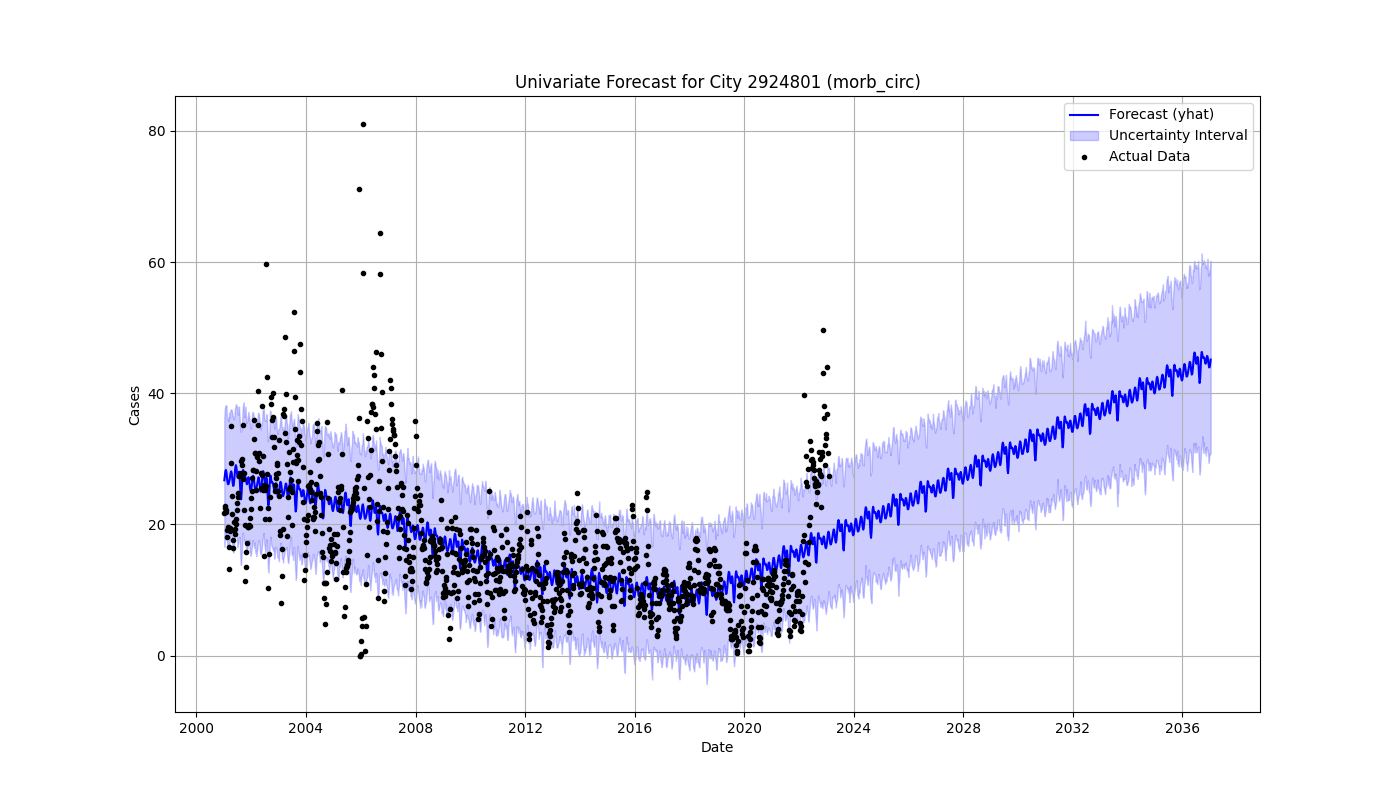 Univariate Forecast for City 2924801 (morb_circ)
Forecast (yhat)
Uncertainty Interval
Actual Data
Cases
80
60
40
20
0
2000 2004 2008 2012 2016 2020 2024 2028 2032 2036
Date